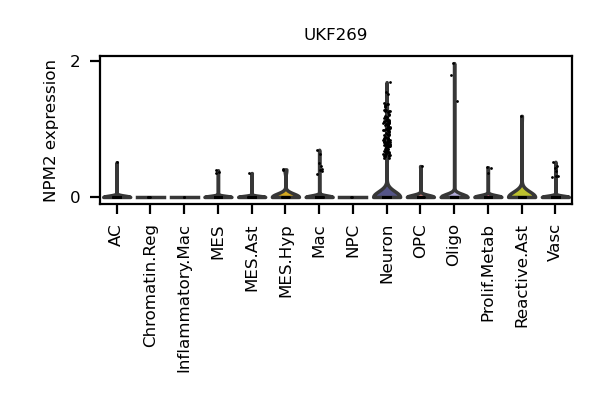 UKF269
NPM2 expression
2
0
AC
Chromatin.Reg
Inflammatory.Mac
MES
MES.Ast
MES.Hyp
Mac
NPC
Neuron
OPC
Oligo
Prolif.Metab
Reactive.Ast
Vasc